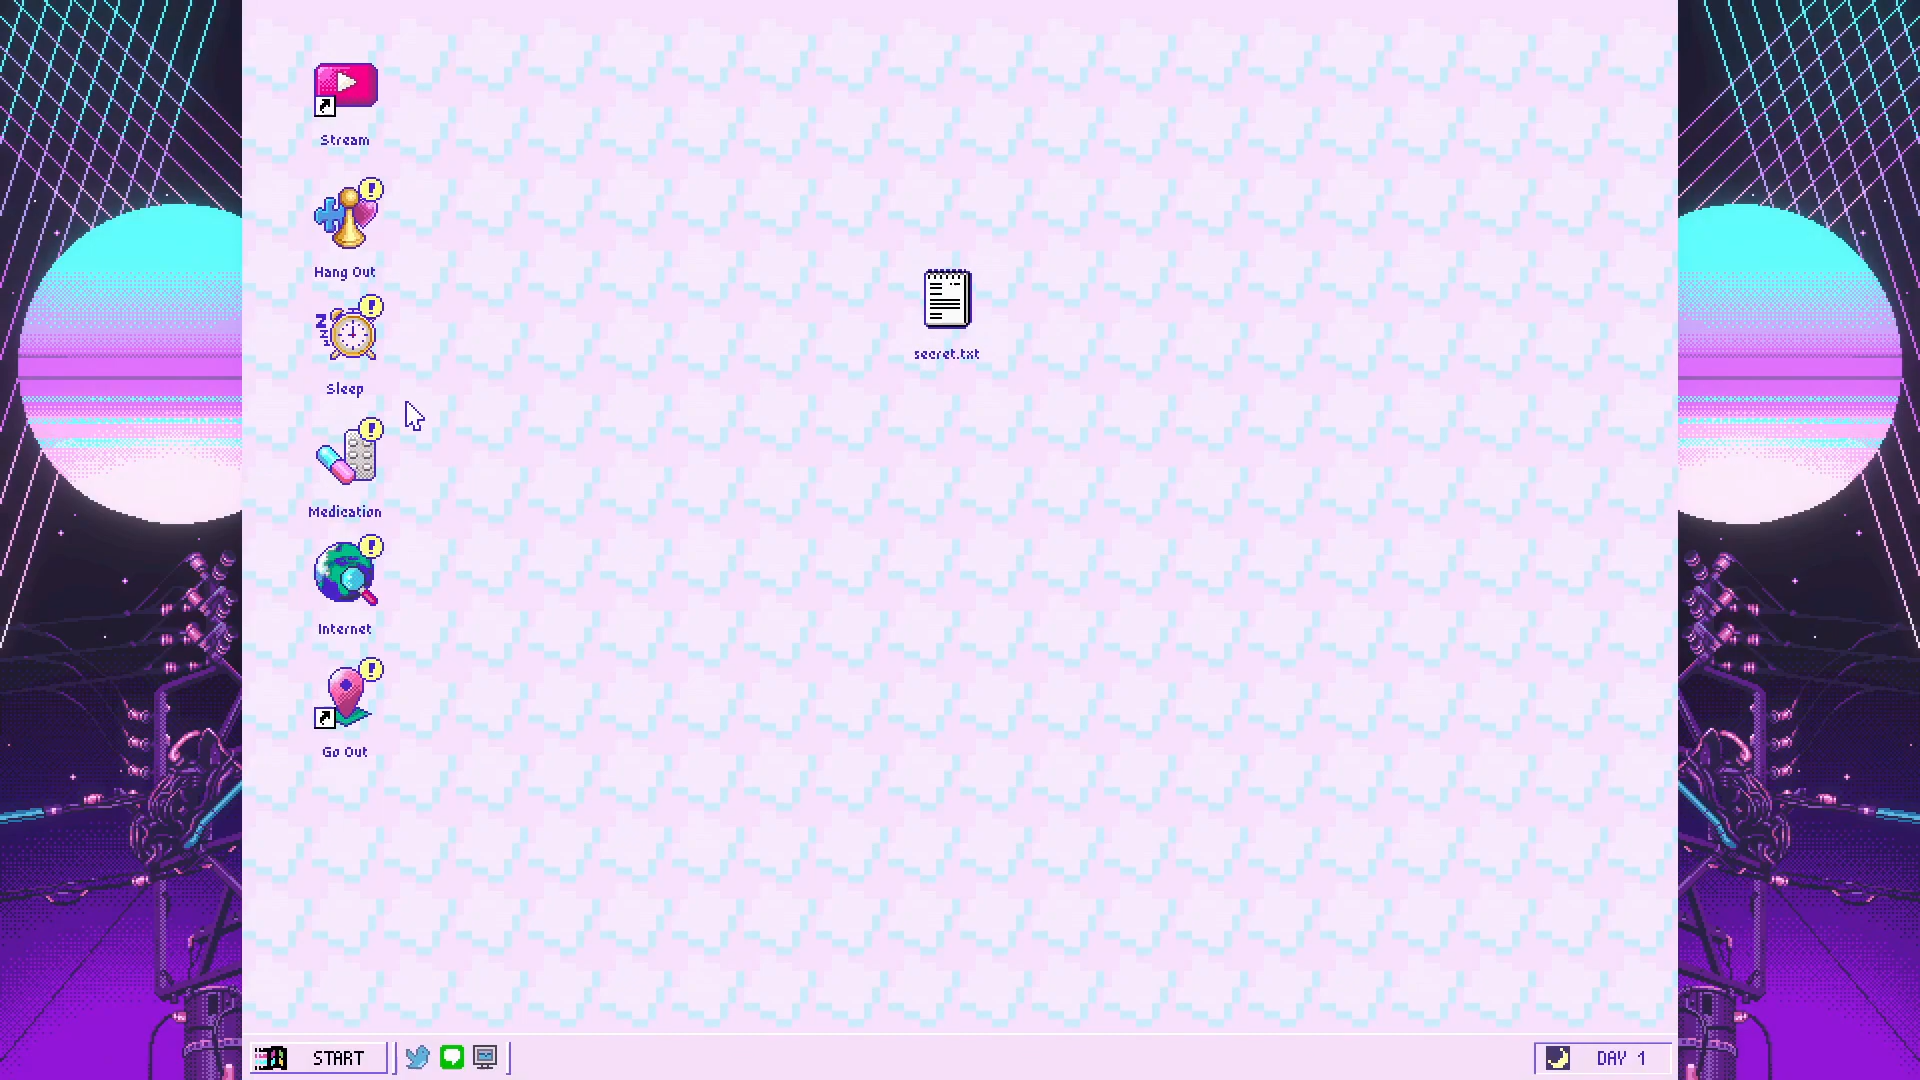 Stream
Hang Out
secret.txt
Sleep
Medication
Internet
Go Out
START
DAY 1